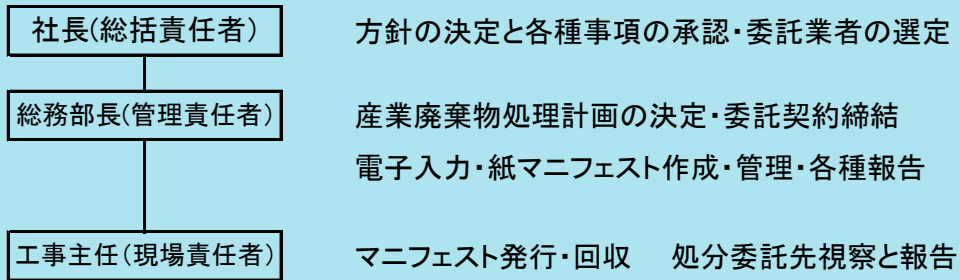 社長(総括責任者) 方針の決定と各種事項の承認・委託業者の選定
総務部長(管理責任者) 産業廃棄物処理計画の決定・委託契約締結
電子入力・紙マニフェスト作成・管理・各種報告
工事主任(現場責任者) マニフェスト発行・回収 処分委託先視察と報告